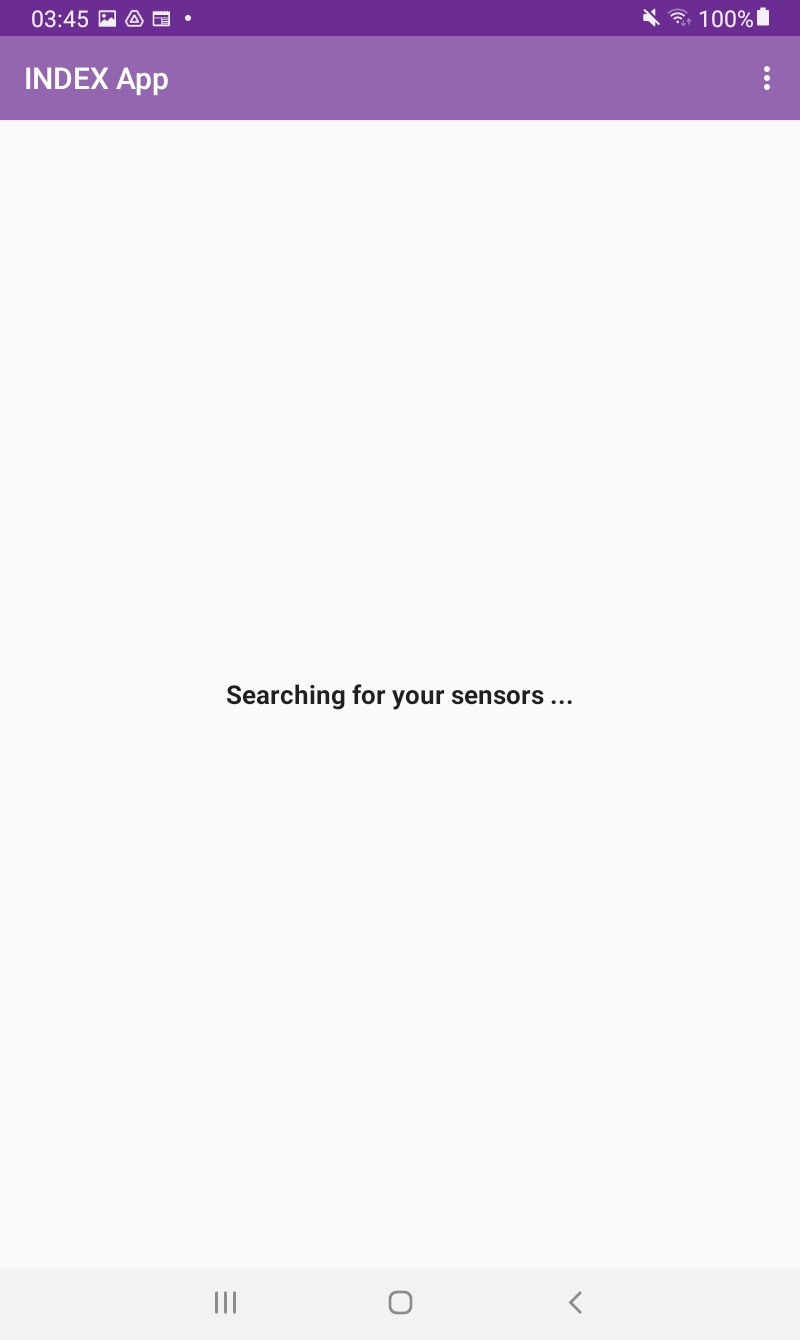 03:45
100%
INDEX App
Searching for your sensors ...